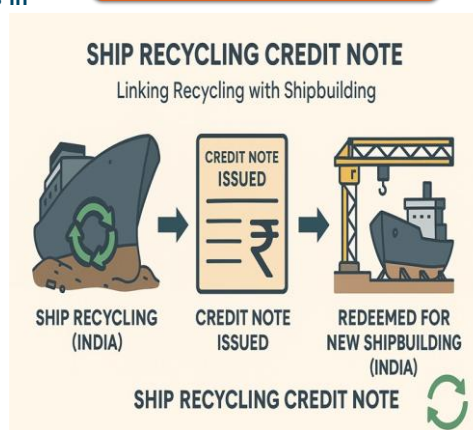 SHIP RECYCLING CREDIT NOTE
Linking Recycling with Shipbuilding
CREDIT NOTE
ISSUED
₹
SHIP RECYCLING
(INDIA)
CREDIT NOTE
ISSUED
REDEEMED FOR
NEW SHIPBUILDING
(INDIA)
SHIP RECYCLING CREDIT NOTE